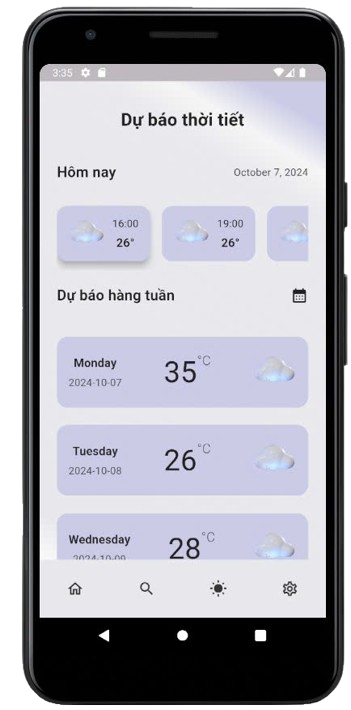 3:35
Dự báo thời tiết
Hôm nay
October 7, 2024
16:00
26°
19:00
26°
Dự báo hàng tuần
Monday
2024-10-07
35 °C
Tuesday
2024-10-08
26 °C
Wednesday
2024-10-09
28 °C